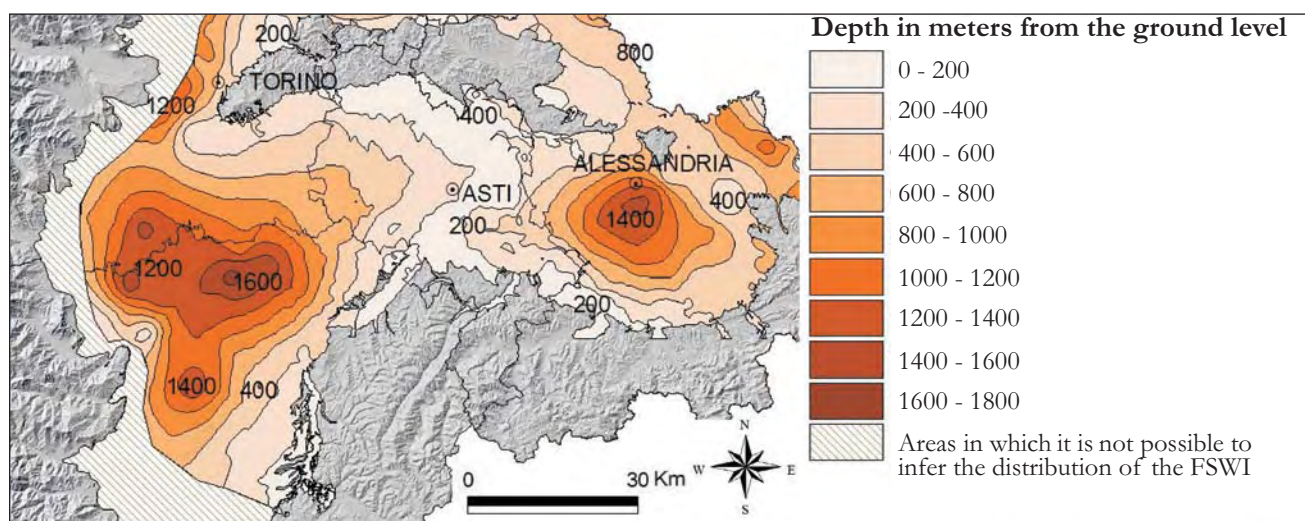 200
800
TORINO
1200
400
ALESSANDRIA
ASTI
400
200
1400
1200
1600
200
1400
400
0 30 Km
N
W E
S
Depth in meters from the ground level
0 - 200
200 -400
400 - 600
600 - 800
800 - 1000
1000 - 1200
1200 - 1400
1400 - 1600
1600 - 1800
Areas in which it is not possible to
infer the distribution of the FSWI